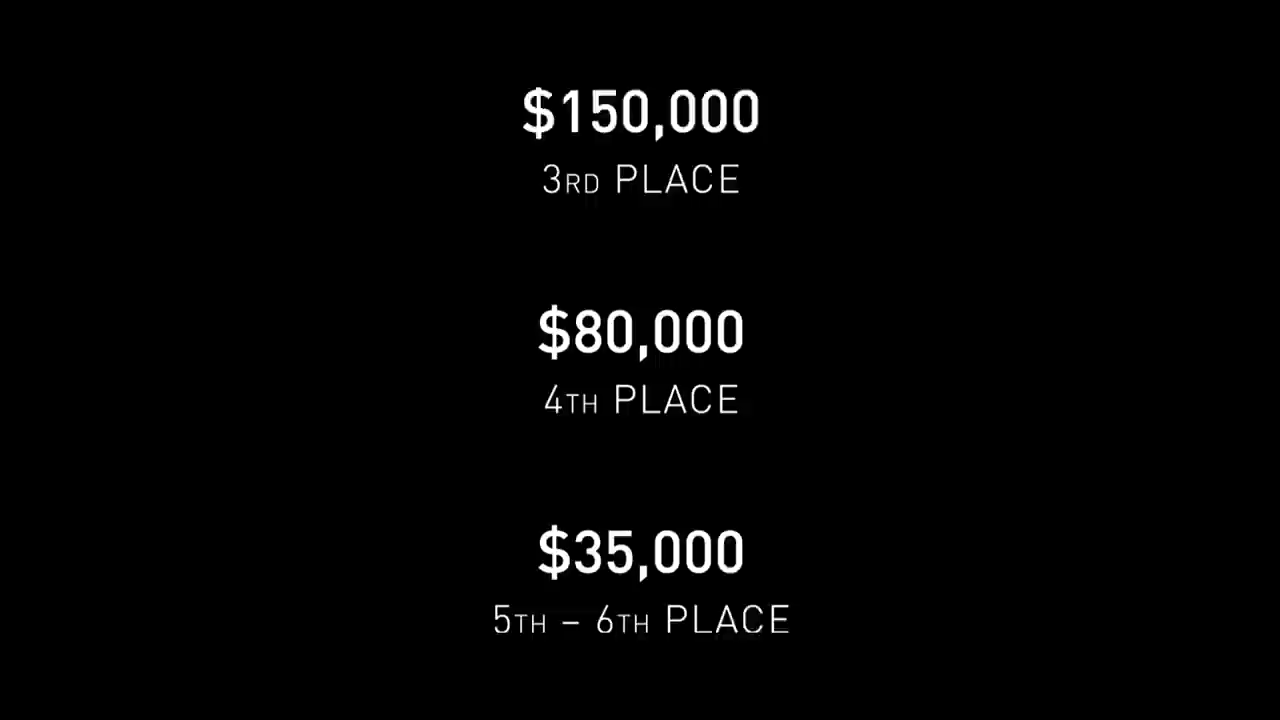 $150,000
3RD PLACE
$80,000
4TH PLACE
$35,000
5TH – 6TH PLACE